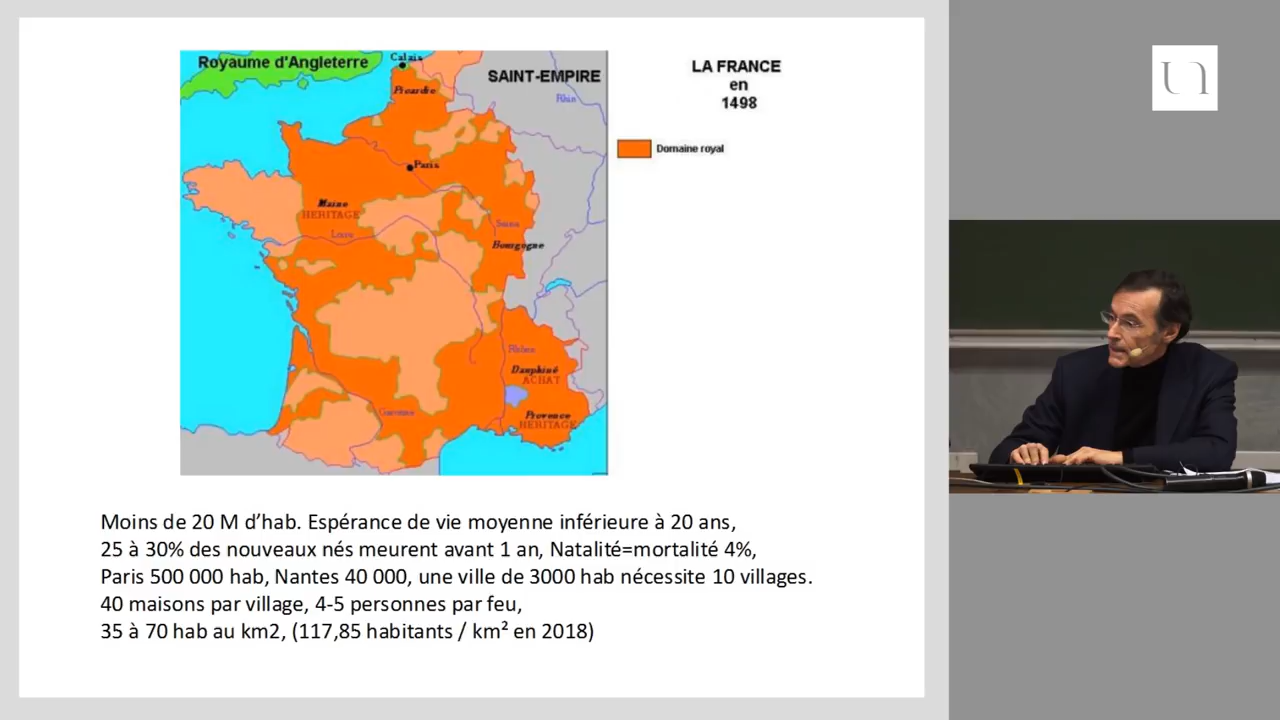 Royaume d'Angleterre
Calais
SAINT-EMPIRE
Picardie
Rhin
Paris
Maine
HERITAGE
Loire
Seine
Bourgogne
Rhône
Dauphiné
ACHAT
Garonne
Provence
HERITAGE
LA FRANCE
en
1498
Domaine royal
Moins de 20 M d’hab. Espérance de vie moyenne inférieure à 20 ans,
25 à 30% des nouveaux nés meurent avant 1 an, Natalité=mortalité 4%,
Paris 500 000 hab, Nantes 40 000, une ville de 3000 hab nécessite 10 villages.
40 maisons par village, 4-5 personnes par feu,
35 à 70 hab au km2, (117,85 habitants / km² en 2018)